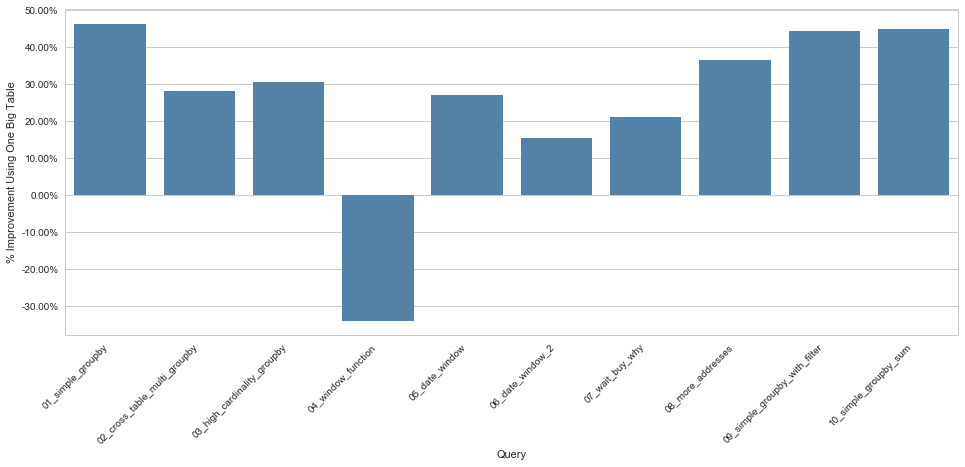 50.00%
40.00%
30.00%
20.00%
10.00%
0.00%
-10.00%
-20.00%
-30.00%
% Improvement Using One Big Table
01_simple_groupby
02_cross_table_multi_groupby
03_high_cardinality_groupby
04_window_function
05_date_window
06_date_window_2
07_wait_buy_why
08_more_addresses
09_simple_groupby_with_filter
10_simple_groupby_sum
Query